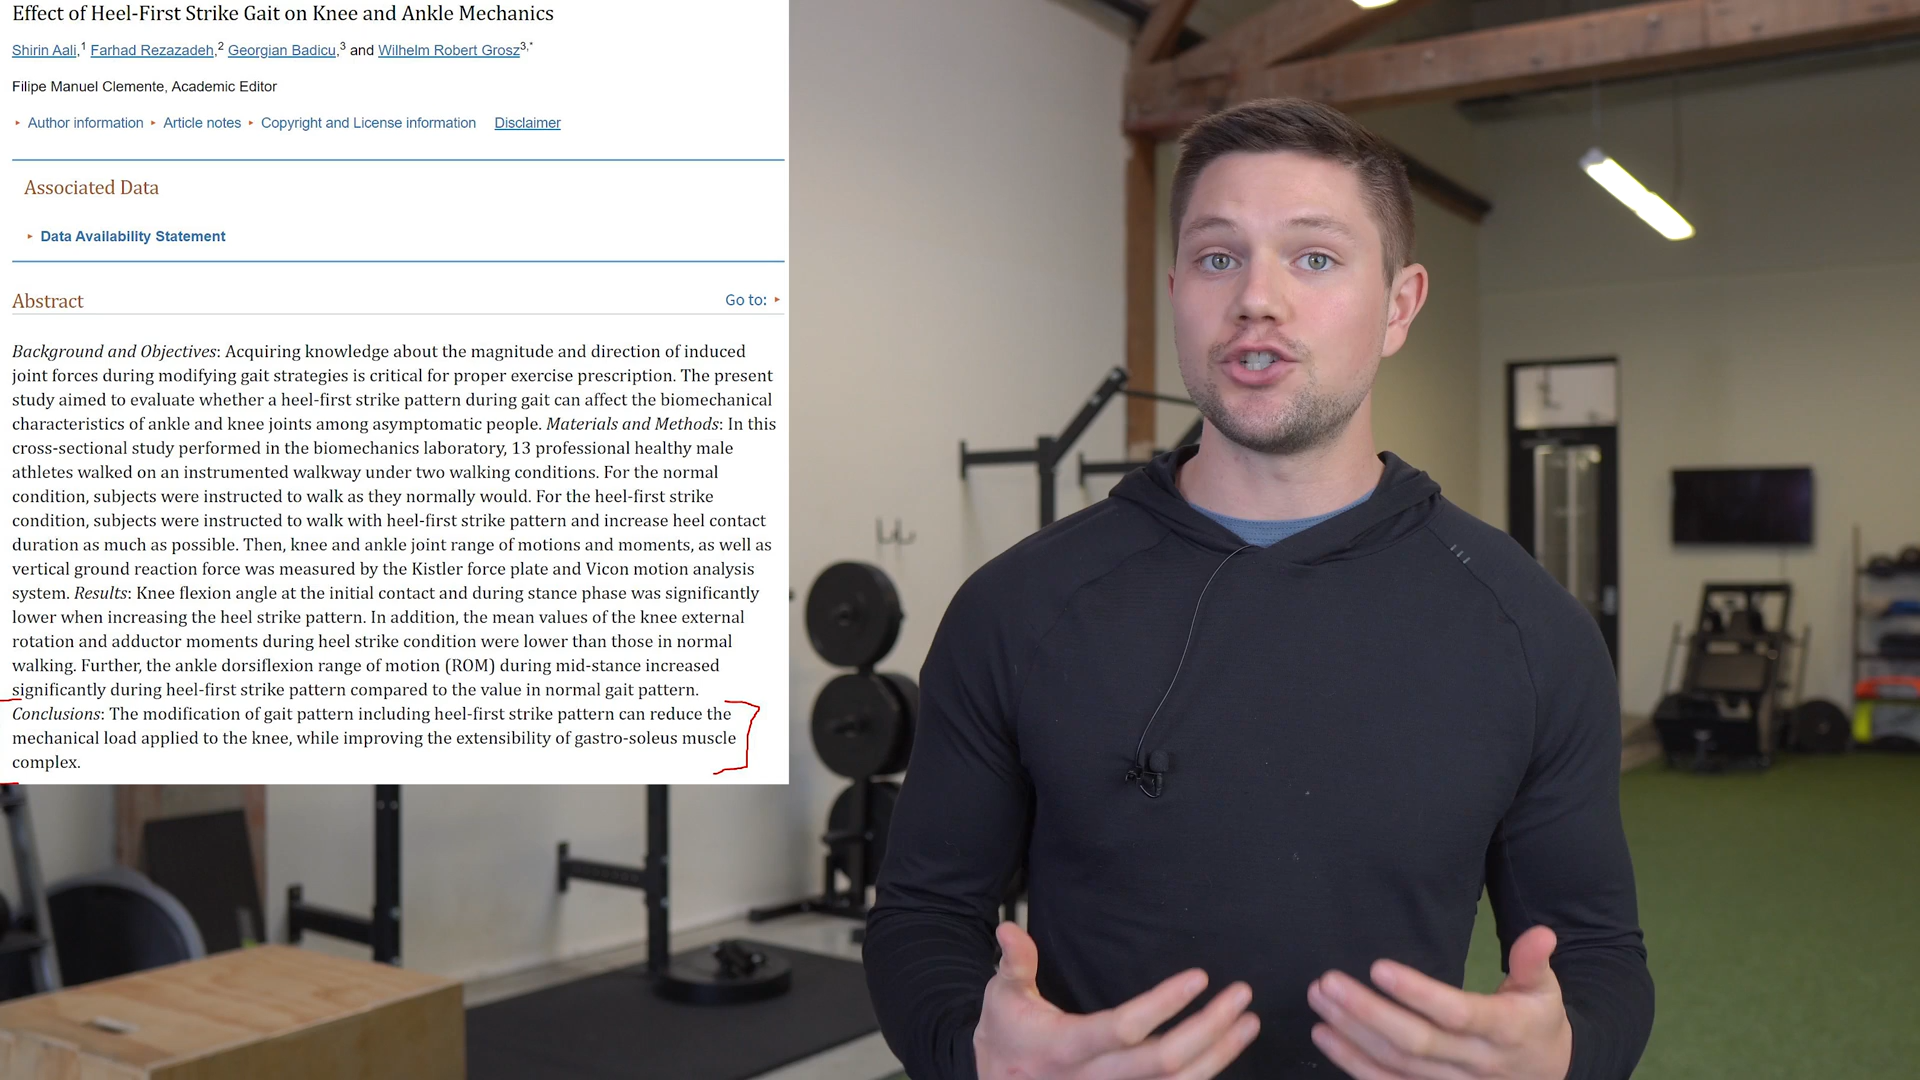 Effect of Heel-First Strike Gait on Knee and Ankle Mechanics
Shirin Aali,1 Farhad Rezazadeh,2 Georgian Badicu,3 and Wilhelm Robert Grosz3,*
Filipe Manuel Clemente, Academic Editor
▸ Author information ▸ Article notes ▸ Copyright and License information Disclaimer
Associated Data
▸ Data Availability Statement
Abstract
Go to: ▸
Background and Objectives: Acquiring knowledge about the magnitude and direction of induced
joint forces during modifying gait strategies is critical for proper exercise prescription. The present
study aimed to evaluate whether a heel-first strike pattern during gait can affect the biomechanical
characteristics of ankle and knee joints among asymptomatic people. Materials and Methods: In this
cross-sectional study performed in the biomechanics laboratory, 13 professional healthy male
athletes walked on an instrumented walkway under two walking conditions. For the normal
condition, subjects were instructed to walk as they normally would. For the heel-first strike
condition, subjects were instructed to walk with heel-first strike pattern and increase heel contact
duration as much as possible. Then, knee and ankle joint range of motions and moments, as well as
vertical ground reaction force was measured by the Kistler force plate and Vicon motion analysis
system. Results: Knee flexion angle at the initial contact and during stance phase was significantly
lower when increasing the heel strike pattern. In addition, the mean values of the knee external
rotation and adductor moments during heel strike condition were lower than those in normal
walking. Further, the ankle dorsiflexion range of motion (ROM) during mid-stance increased
significantly during heel-first strike pattern compared to the value in normal gait pattern.
Conclusions: The modification of gait pattern including heel-first strike pattern can reduce the
mechanical load applied to the knee, while improving the extensibility of gastro-soleus muscle
complex.